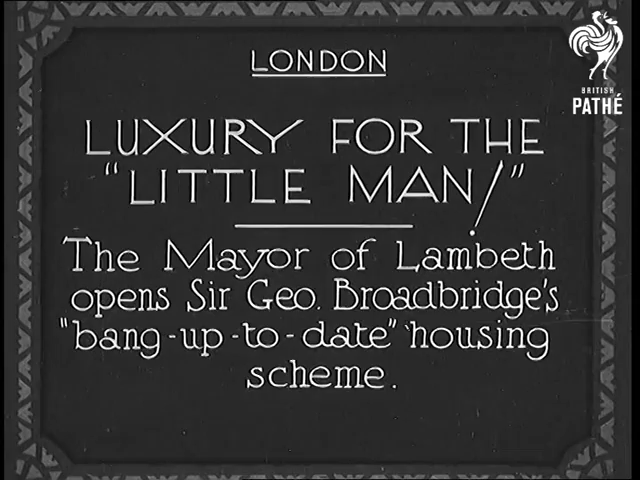 LONDON
BRITISH
PATHÉ
LUXURY FOR THE
"LITTLE MAN!"
The Mayor of Lambeth
opens Sir Geo. Broadbridge's
"bang-up-to-date" housing
scheme.